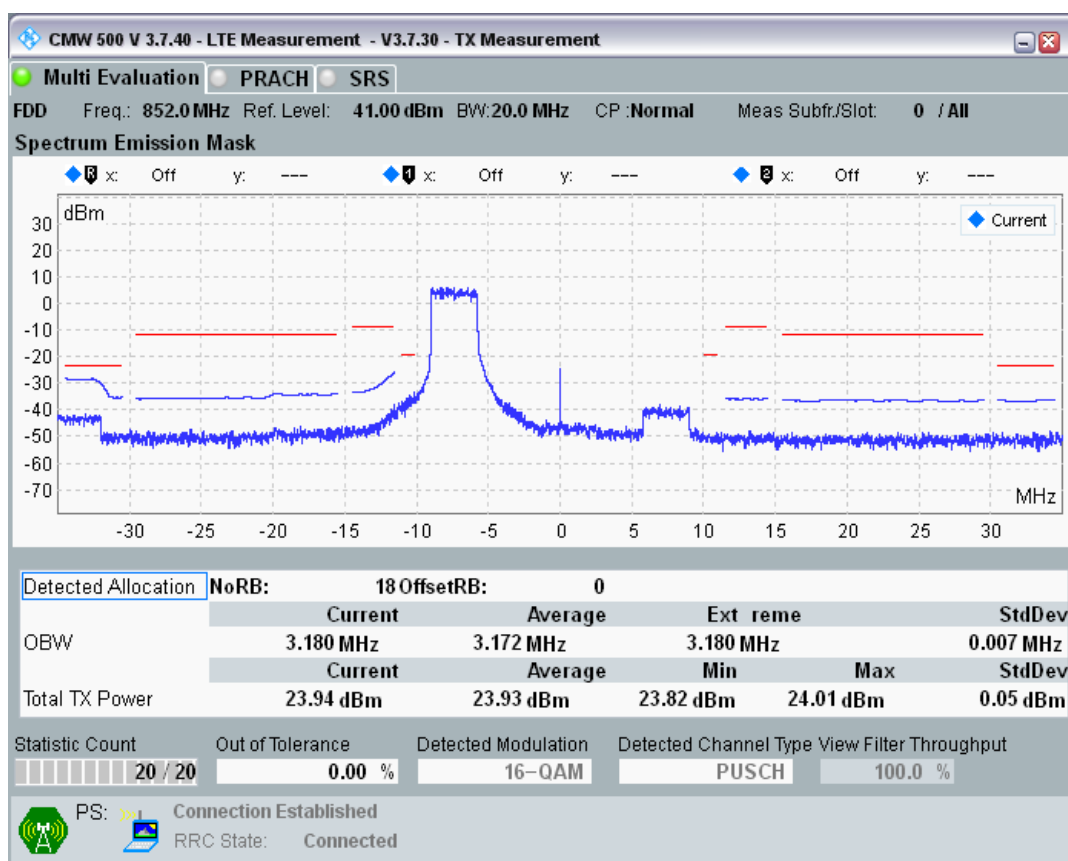 CMW 500 V 3.7.40 - LTE Measurement - V3.7.30 - TX Measurement
Multi Evaluation PRACH SRS
FDD Freq.: 852.0 MHz Ref. Level: 41.00 dBm BW:20.0 MHz CP :Normal Meas Subfr./Slot: 0 / All
Spectrum Emission Mask
R x: Off y: --- 1 x: Off y: --- 2 x: Off y: ---
dBm
Current
30
20
10
0
-10
-20
-30
-40
-50
-60
-70
MHz
-30 -25 -20 -15 -10 -5 0 5 10 15 20 25 30
Detected Allocation NoRB: 18 OffsetRB: 0
Current Average Ext reme StdDev
OBW 3.180 MHz 3.172 MHz 3.180 MHz 0.007 MHz
Current Average Min Max StdDev
Total TX Power 23.94 dBm 23.93 dBm 23.82 dBm 24.01 dBm 0.05 dBm
Statistic Count Out of Tolerance Detected Modulation Detected Channel Type View Filter Throughput
20 / 20 0.00 % 16-QAM PUSCH 100.0 %
PS: Connection Established
RRC State: Connected